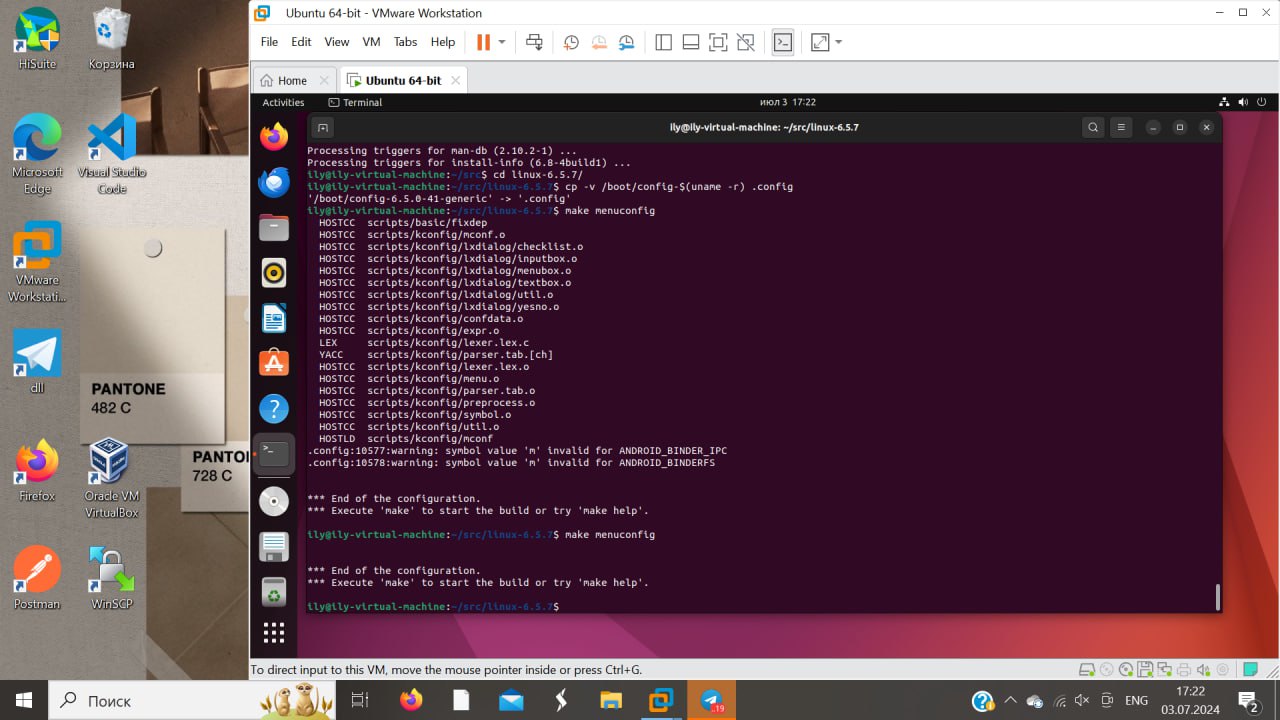 HiSuite
Корзина
Microsoft
Edge
Visual Studio
Code
VMware
Workstati...
dll
PANTONE
482 C
PANTO
728 C
Firefox
Oracle VM
VirtualBox
Postman
WinSCP
Ubuntu 64-bit - VMware Workstation
File Edit View VM Tabs Help
Home
Ubuntu 64-bit
Activities
Terminal
июл 3 17:22
ily@ily-virtual-machine: ~/src/linux-6.5.7
Processing triggers for man-db (2.10.2-1) ...
Processing triggers for install-info (6.8-4build1) ...
ily@ily-virtual-machine:~/src$ cd linux-6.5.7/
ily@ily-virtual-machine:~/src/linux-6.5.7$ cp -v /boot/config-$(uname -r) .config
'/boot/config-6.5.0-41-generic' -> '.config'
ily@ily-virtual-machine:~/src/linux-6.5.7$ make menuconfig
HOSTCC scripts/basic/fixdep
HOSTCC scripts/kconfig/mconf.o
HOSTCC scripts/kconfig/lxdialog/checklist.o
HOSTCC scripts/kconfig/lxdialog/inputbox.o
HOSTCC scripts/kconfig/lxdialog/menubox.o
HOSTCC scripts/kconfig/lxdialog/textbox.o
HOSTCC scripts/kconfig/lxdialog/util.o
HOSTCC scripts/kconfig/lxdialog/yesno.o
HOSTCC scripts/kconfig/confdata.o
HOSTCC scripts/kconfig/expr.o
LEX scripts/kconfig/lexer.lex.c
YACC scripts/kconfig/parser.tab.[ch]
HOSTCC scripts/kconfig/lexer.lex.o
HOSTCC scripts/kconfig/menu.o
HOSTCC scripts/kconfig/parser.tab.o
HOSTCC scripts/kconfig/preprocess.o
HOSTCC scripts/kconfig/symbol.o
HOSTCC scripts/kconfig/util.o
HOSTLD scripts/kconfig/mconf
.config:10577:warning: symbol value 'm' invalid for ANDROID_BINDER_IPC
.config:10578:warning: symbol value 'm' invalid for ANDROID_BINDERFS
*** End of the configuration.
*** Execute 'make' to start the build or try 'make help'.
ily@ily-virtual-machine:~/src/linux-6.5.7$ make menuconfig
*** End of the configuration.
*** Execute 'make' to start the build or try 'make help'.
ily@ily-virtual-machine:~/src/linux-6.5.7$
To direct input to this VM, move the mouse pointer inside or press Ctrl+G.
Поиск
19
ENG
17:22
03.07.2024
2